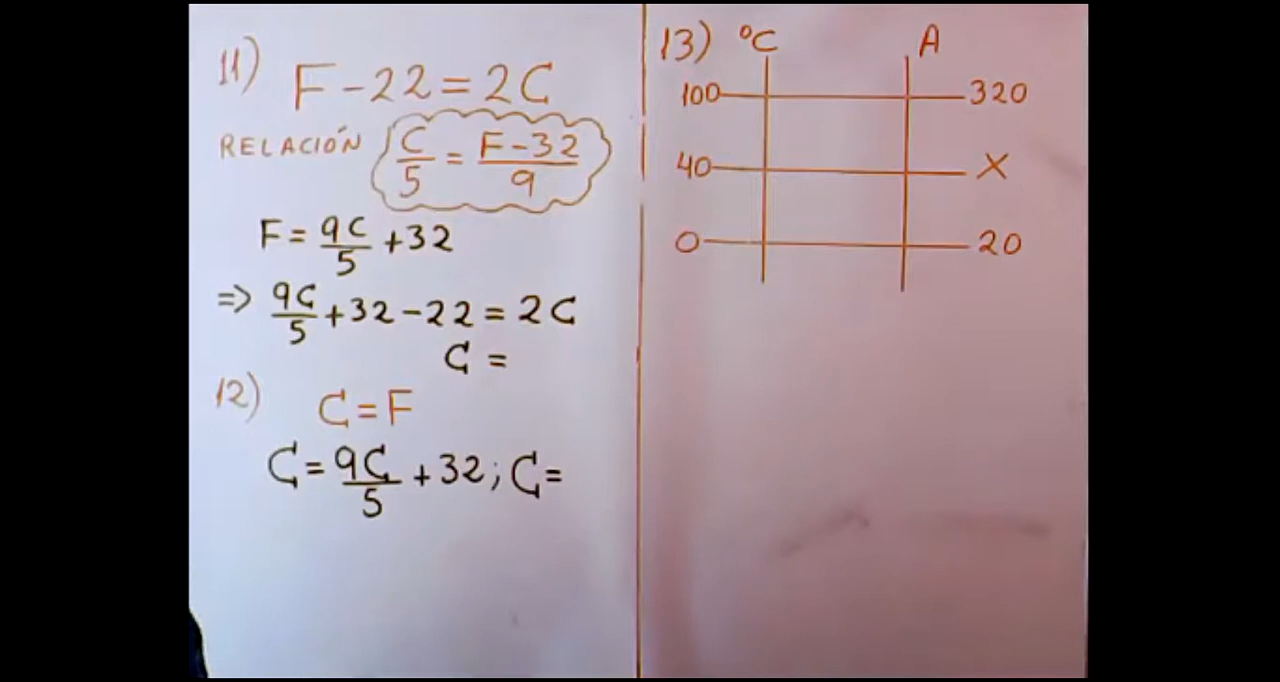 11) F-22=2C
RELACIÓN C/5 = F-32/9
F = 9C/5 +32
⇒ 9C/5 +32-22 = 2C
C =
12) C=F
C = 9C/5 +32; C=
13) °C A
100 320
40 X
0 20